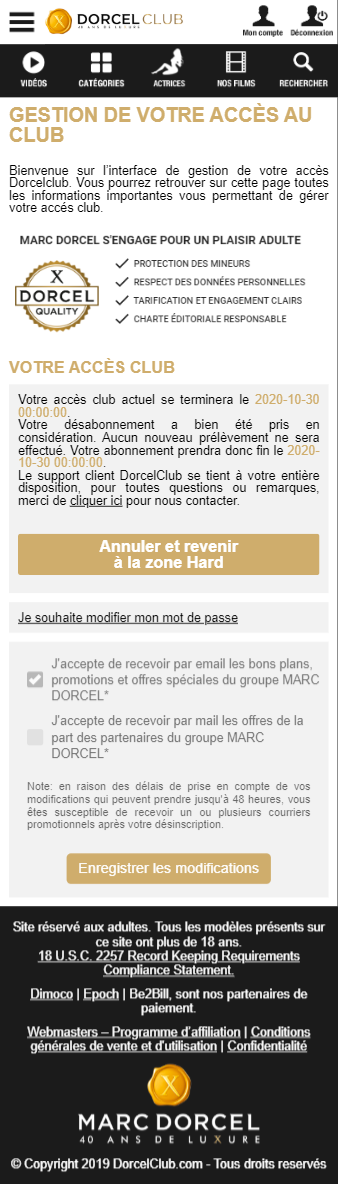 DORCEL CLUB
40 ANS DE LUXURE
Mon compte
Déconnexion
VIDÉOS
CATÉGORIES
ACTRICES
NOS FILMS
RECHERCHER
GESTION DE VOTRE ACCÈS AU
CLUB
Bienvenue sur l'interface de gestion de votre accès
Dorcelclub. Vous pourrez retrouver sur cette page toutes
les informations importantes vous permettant de gérer
votre accés club.
MARC DORCEL S'ENGAGE POUR UN PLAISIR ADULTE
X
DORCEL
QUALITY
PROTECTION DES MINEURS
RESPECT DES DONNÉES PERSONNELLES
TARIFICATION ET ENGAGEMENT CLAIRS
CHARTE ÉDITORIALE RESPONSABLE
VOTRE ACCÈS CLUB
Votre accès club actuel se terminera le 2020-10-30
00:00:00.
Votre désabonnement a bien été pris en
considération. Aucun nouveau prélèvement ne sera
effectué. Votre abonnement prendra donc fin le 2020-
10-30 00:00:00.
Le support client DorcelClub se tient à votre entière
disposition, pour toutes questions ou remarques,
merci de cliquer ici pour nous contacter.
Annuler et revenir
à la zone Hard
Je souhaite modifier mon mot de passe
J'accepte de recevoir par email les bons plans,
promotions et offres spéciales du groupe MARC
DORCEL*
J'accepte de recevoir par mail les offres de la
part des partenaires du groupe MARC
DORCEL*
Note: en raison des délais de prise en compte de vos
modifications qui peuvent prendre jusqu'à 48 heures, vous
êtes susceptible de recevoir un ou plusieurs courriers
promotionnels après votre désinscription.
Enregistrer les modifications
Site réservé aux adultes. Tous les modèles présents sur
ce site ont plus de 18 ans.
18 U.S.C. 2257 Record Keeping Requirements
Compliance Statement.
Dimoco | Epoch | Be2Bill, sont nos partenaires de
paiement.
Webmasters – Programme d'affiliation | Conditions
générales de vente et d'utilisation | Confidentialité
X
MARC DORCEL
40 ANS DE LUXURE
© Copyright 2019 DorcelClub.com - Tous droits reservés